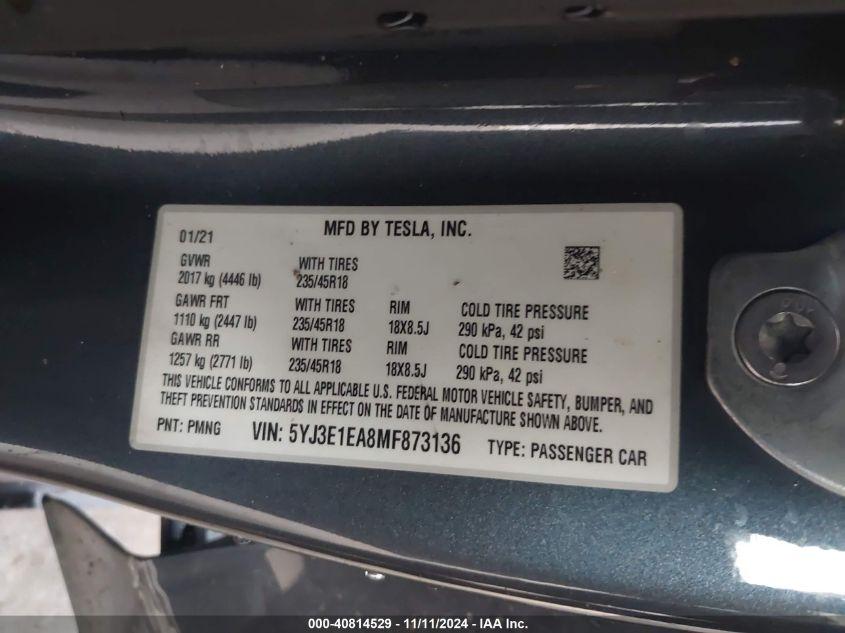 MFD BY TESLA, INC.
01/21
GVWR WITH TIRES
2017 kg (4446 lb) 235/45R18
GAWR FRT WITH TIRES RIM COLD TIRE PRESSURE
1110 kg (2447 lb) 235/45R18 18X8.5J 290 kPa, 42 psi
GAWR RR WITH TIRES RIM COLD TIRE PRESSURE
1257 kg (2771 lb) 235/45R18 18X8.5J 290 kPa, 42 psi
THIS VEHICLE CONFORMS TO ALL APPLICABLE U.S. FEDERAL MOTOR VEHICLE SAFETY, BUMPER, AND
THEFT PREVENTION STANDARDS IN EFFECT ON THE DATE OF MANUFACTURE SHOWN ABOVE.
PNT: PMNG VIN: 5YJ3E1EA8MF873136 TYPE: PASSENGER CAR
000-40814529 - 11/11/2024 - IAA Inc.